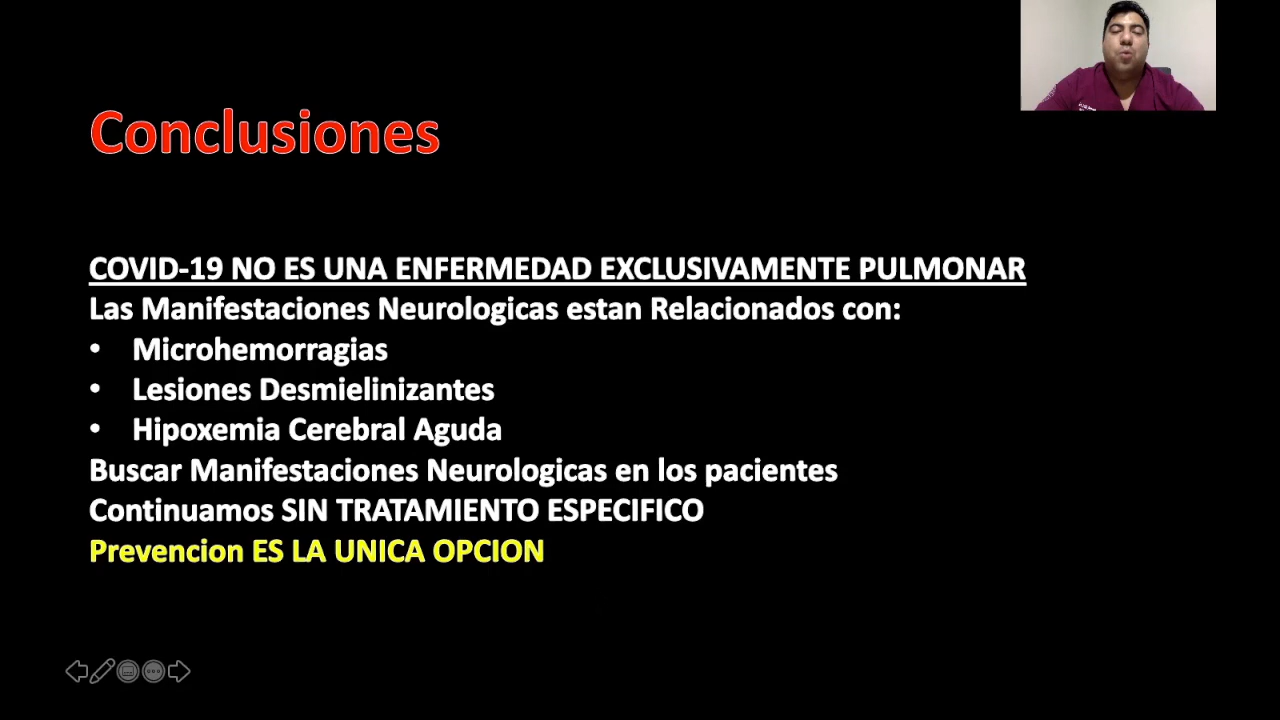 Conclusiones
COVID-19 NO ES UNA ENFERMEDAD EXCLUSIVAMENTE PULMONAR
Las Manifestaciones Neurologicas estan Relacionados con:
• Microhemorragias
• Lesiones Desmielinizantes
• Hipoxemia Cerebral Aguda
Buscar Manifestaciones Neurologicas en los pacientes
Continuamos SIN TRATAMIENTO ESPECIFICO
Prevencion ES LA UNICA OPCION